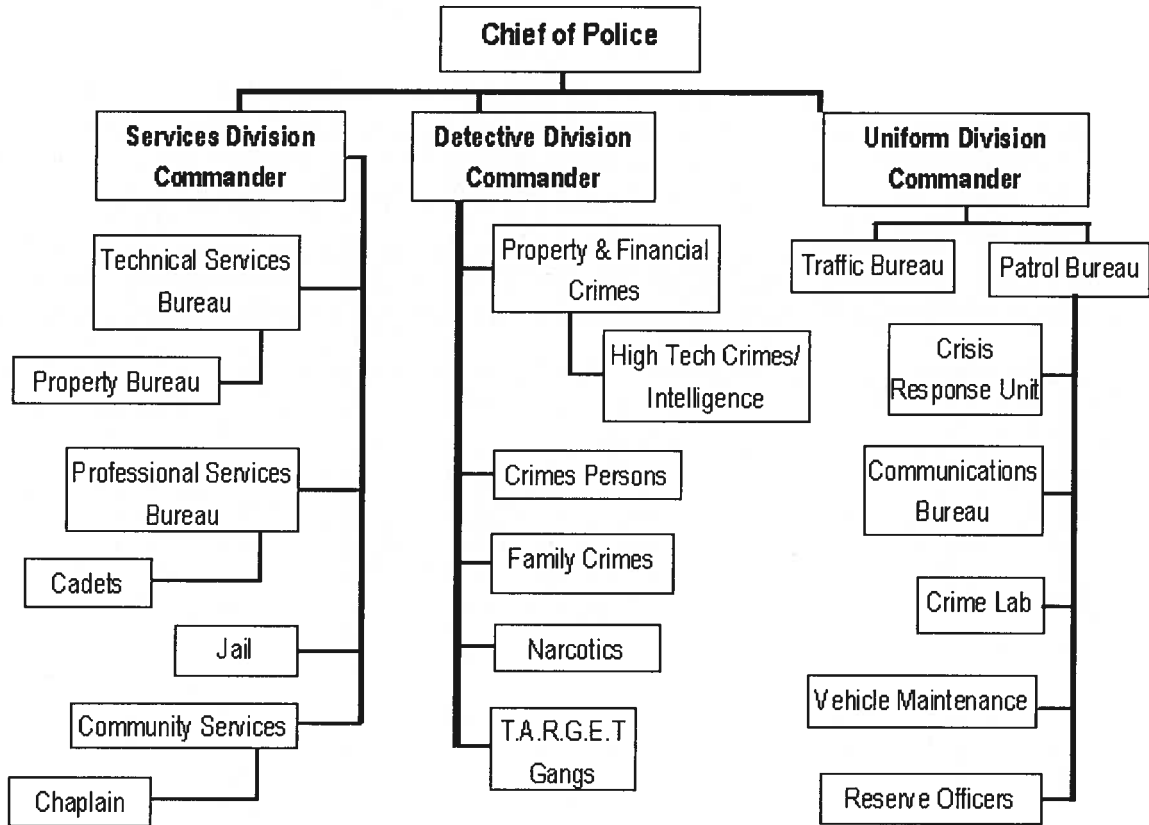 Chief of Police
Services Division
Commander
Detective Division
Commander
Uniform Division
Commander
Technical Services
Bureau
Property Bureau
Professional Services
Bureau
Cadets
Jail
Community Services
Chaplain
Property & Financial
Crimes
High Tech Crimes/
Intelligence
Crimes Persons
Family Crimes
Narcotics
T.A.R.G.E.T
Gangs
Traffic Bureau
Patrol Bureau
Crisis
Response Unit
Communications
Bureau
Crime Lab
Vehicle Maintenance
Reserve Officers